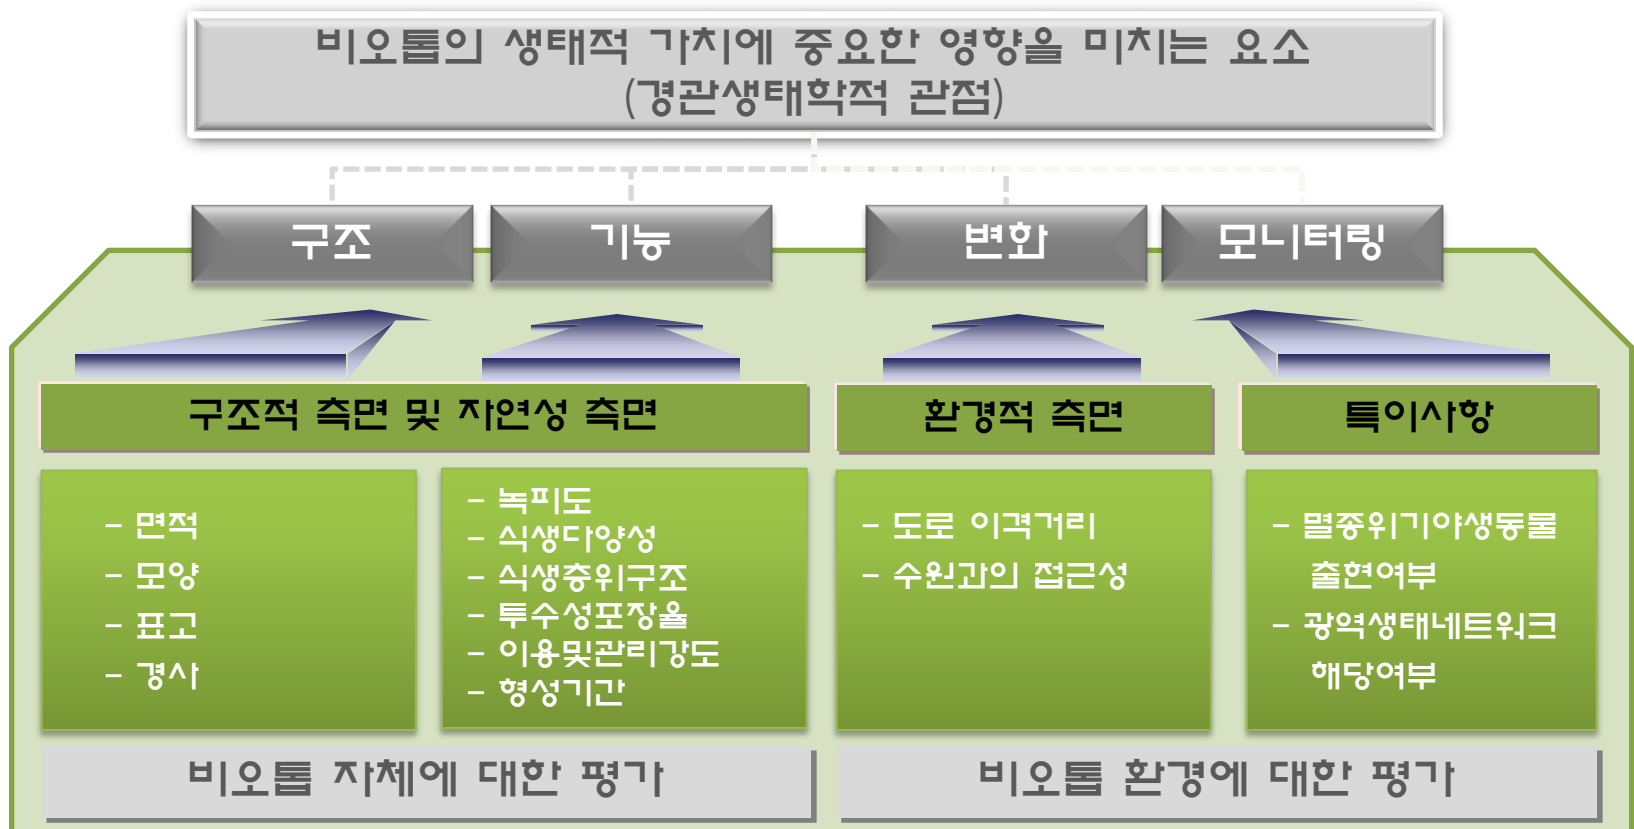 비오톱의 생태적 가치에 중요한 영향을 미치는 요소
(경관생태학적 관점)
구조
기능
변화
모니터링
구조적 측면 및 자연성 측면
환경적 측면
특이사항
– 면적
– 모양
– 표고
– 경사
– 녹피도
– 식생다양성
– 식생층위구조
– 투수성포장율
– 이용및관리강도
– 형성기간
– 도로 이격거리
– 수원과의 접근성
– 멸종위기야생동물
출현여부
– 광역생태네트워크
해당여부
비오톱 자체에 대한 평가
비오톱 환경에 대한 평가